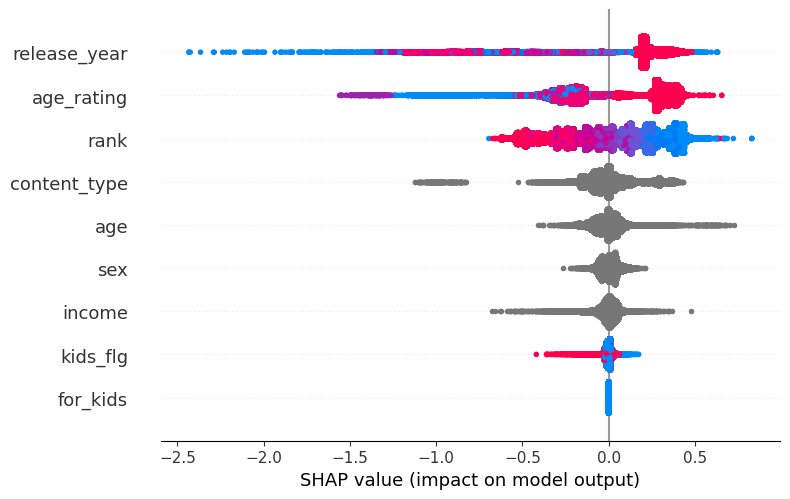 release_year
age_rating
rank
content_type
age
sex
income
kids_flg
for_kids
−2.5 −2.0 −1.5 −1.0 −0.5 0.0 0.5
SHAP value (impact on model output)